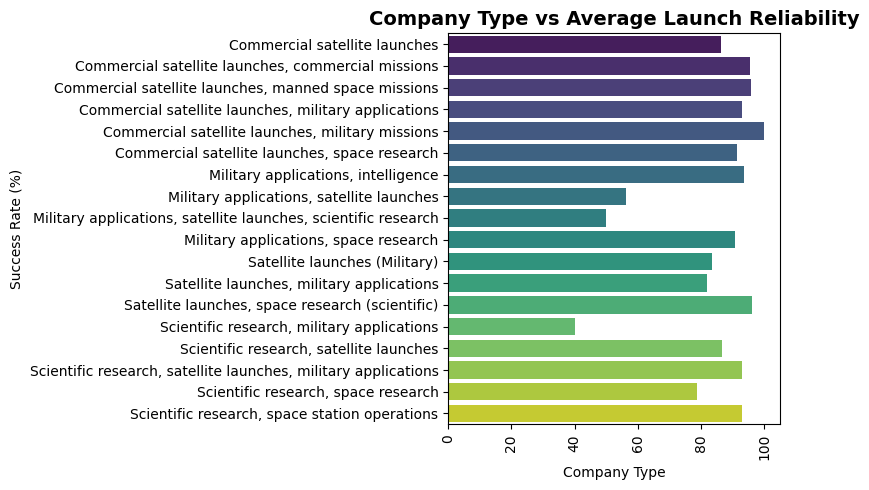 Company Type vs Average Launch Reliability
Success Rate (%)
Commercial satellite launches
Commercial satellite launches, commercial missions
Commercial satellite launches, manned space missions
Commercial satellite launches, military applications
Commercial satellite launches, military missions
Commercial satellite launches, space research
Military applications, intelligence
Military applications, satellite launches
Military applications, satellite launches, scientific research
Military applications, space research
Satellite launches (Military)
Satellite launches, military applications
Satellite launches, space research (scientific)
Scientific research, military applications
Scientific research, satellite launches
Scientific research, satellite launches, military applications
Scientific research, space research
Scientific research, space station operations
0 20 40 60 80 100
Company Type